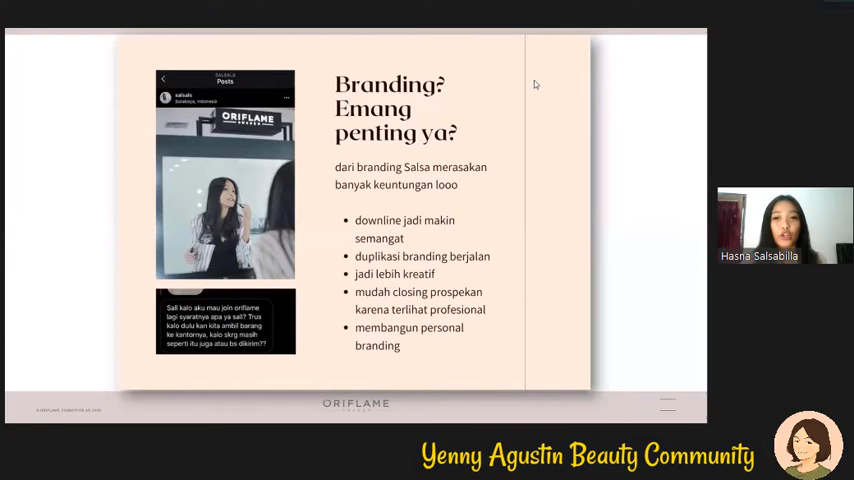 SALSALS
Posts
salsals
Surabaya, Indonesia
ORIFLAME
SWEDEN
Sall kalo aku mau join oriflame
lagi syaratnya apa ya sall? Trus
kalo dulu kan kita ambil barang
ke kantornya, kalo skrg masih
seperti itu juga atau bs dikirim??
Branding?
Emang
penting ya?
dari branding Salsa merasakan
banyak keuntungan looo
• downline jadi makin
semangat
• duplikasi branding berjalan
• jadi lebih kreatif
• mudah closing prospekan
karena terlihat profesional
• membangun personal
branding
Hasna Salsabilla
ORIFLAME
SWEDEN
Yenny Agustin Beauty Community